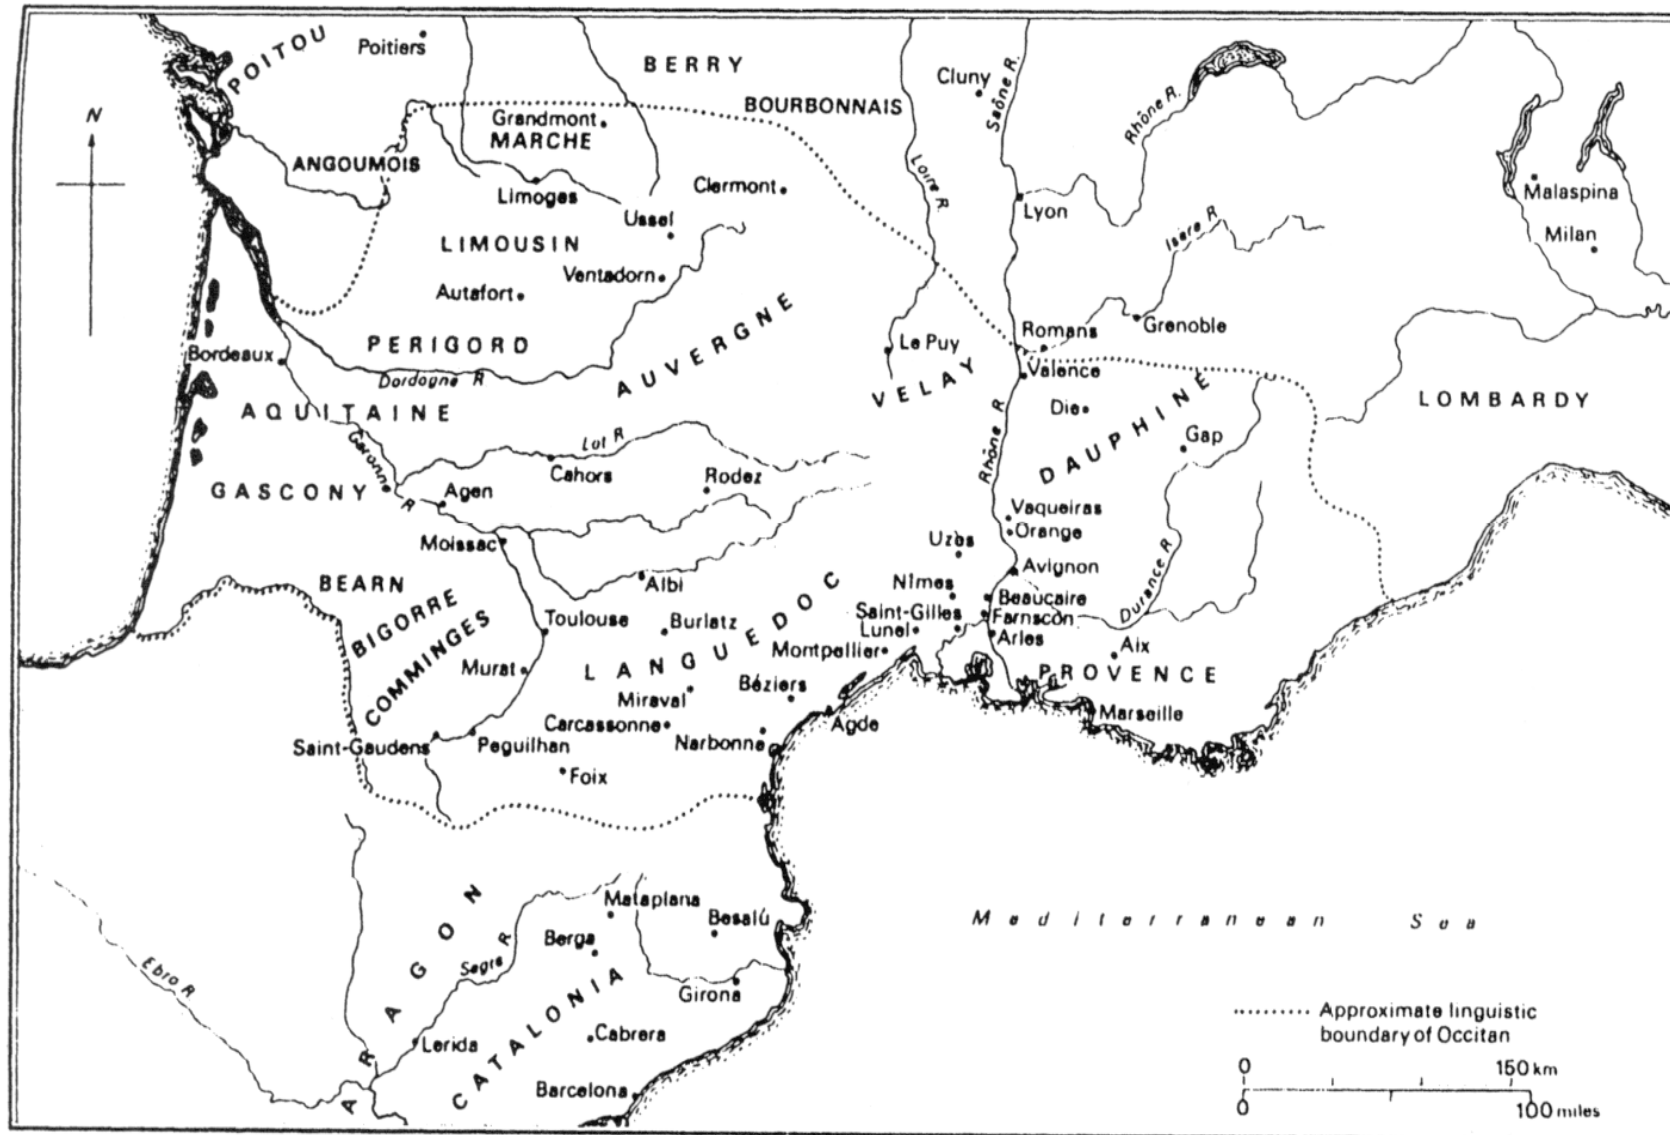 POITOU
Poitiers
BERRY
Cluny
Saône R.
Rhône R.
N
BOURBONNAIS
Grandmont
MARCHE
ANGOUMOIS
Limoges
Clermont
Loire R.
Lyon
Malaspina
Ussel
Isere R
Milan
LIMOUSIN
Ventadorn
Autafort
AUVERGNE
PERIGORD
Romans
Grenoble
Bordeaux
Le Puy
Valence
Dordogne R
VELAY
Die
DAUPHINÉ
LOMBARDY
AQUITAINE
Rhône R
Gap
Garonn R
Lot R
Cahors
Rodez
GASCONY
Agen
Vaqueiras
Orange
Moissac
Uzès
Avignon
Durance R
BEARN
Albi
Nîmes
Beaucaire
BIGORRE
Saint-Gilles
Farnscon
COMMINGES
Toulouse
Burlatz
LANGUEDOC
Lunel
Arles
Montpellier
Aix
Murat
PROVENCE
Miraval
Béziers
Carcassonne
Agde
Marseille
Saint-Gaudens
Peguilhan
Narbonne
Foix
ARAGON
Mataplana
Besalú
Mediterranean Sea
Berga
Segre R
Ebro R
Girona
CATALONIA
Lerida
Cabrera
Barcelona
Approximate linguistic
boundary of Occitan
0 150 km
0 100 miles